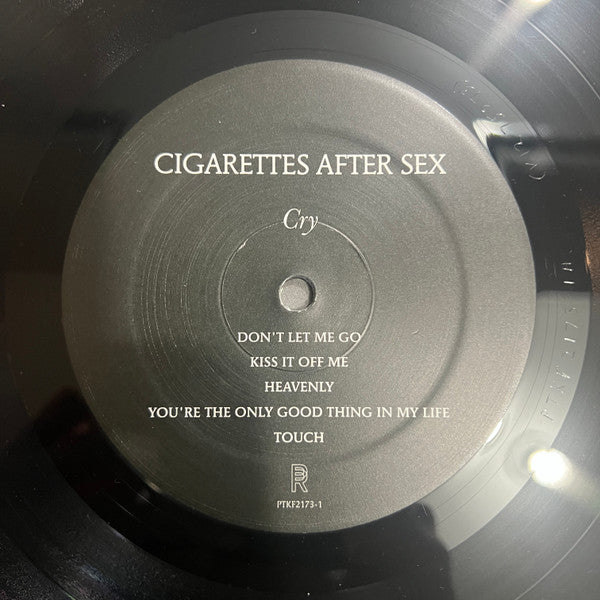 CIGARETTES AFTER SEX
Cry
DON'T LET ME GO
KISS IT OFF ME
HEAVENLY
YOU'RE THE ONLY GOOD THING IN MY LIFE
TOUCH
PTKF2173-1